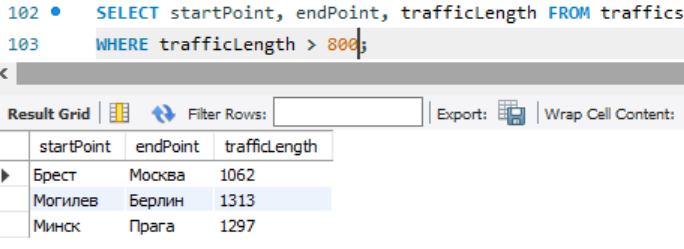 102 SELECT startPoint, endPoint, trafficLength FROM traffics
103 WHERE trafficLength > 800;
Result Grid Filter Rows: Export: Wrap Cell Content:
startPoint endPoint trafficLength
Брест Москва 1062
Могилев Берлин 1313
Минск Прага 1297